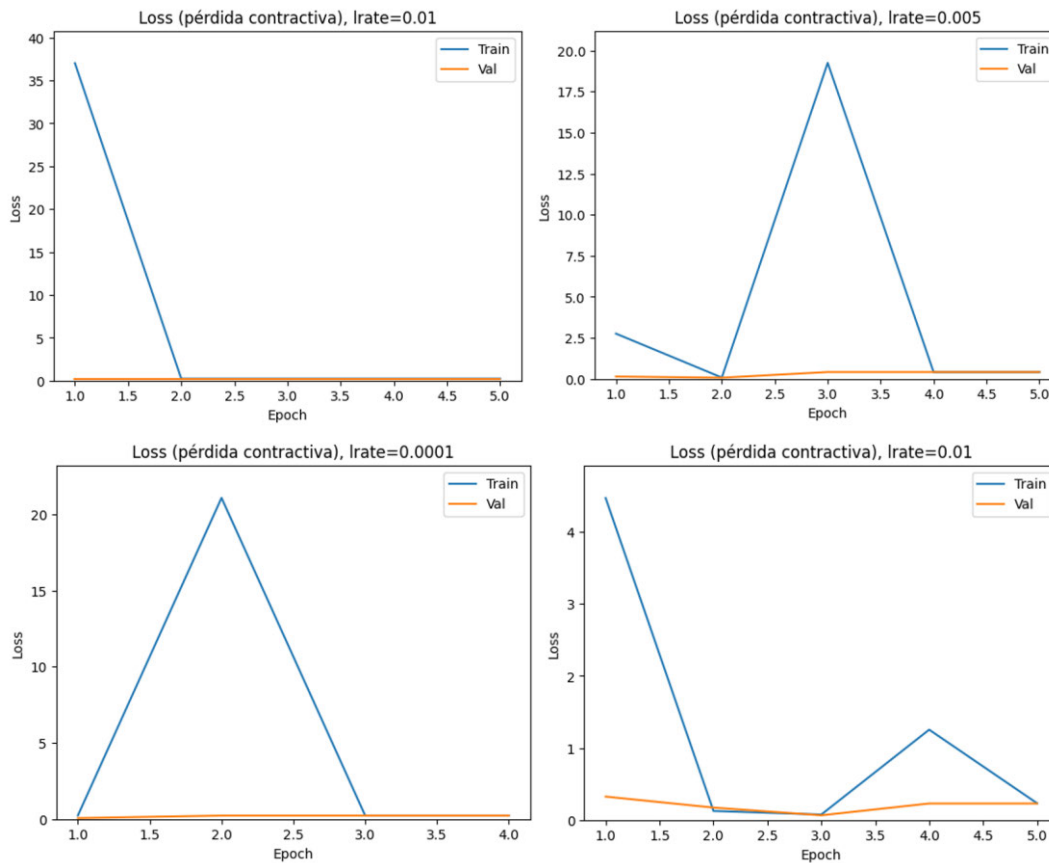 Loss (pérdida contractiva), lrate=0.01
40
35
30
25
20
15
10
5
0
Loss
1.0 1.5 2.0 2.5 3.0 3.5 4.0 4.5 5.0
Epoch
Train
Val
Loss (pérdida contractiva), lrate=0.005
20.0
17.5
15.0
12.5
10.0
7.5
5.0
2.5
0.0
Loss
1.0 1.5 2.0 2.5 3.0 3.5 4.0 4.5 5.0
Epoch
Train
Val
Loss (pérdida contractiva), lrate=0.0001
20
15
10
5
0
Loss
1.0 1.5 2.0 2.5 3.0 3.5 4.0
Epoch
Train
Val
Loss (pérdida contractiva), lrate=0.01
4
3
2
1
0
Loss
1.0 1.5 2.0 2.5 3.0 3.5 4.0 4.5 5.0
Epoch
Train
Val